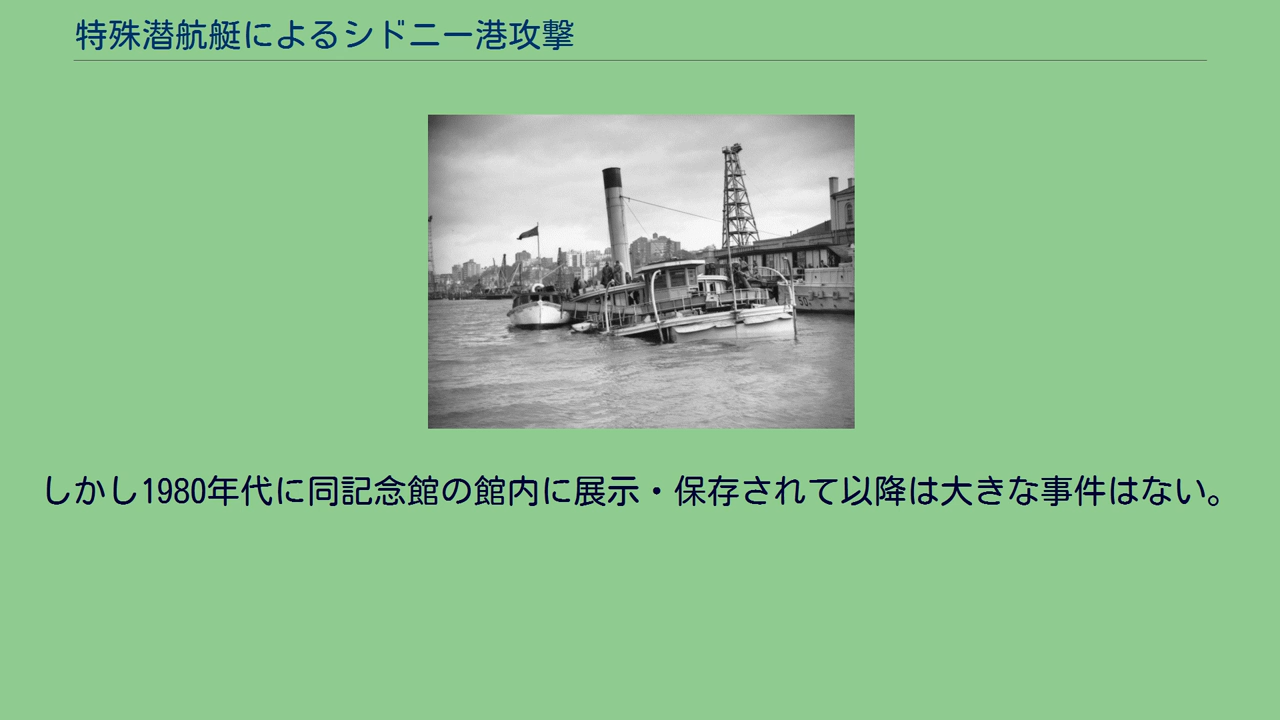 特殊潜航艇によるシドニー港攻撃
しかし1980年代に同記念館の館内に展示・保存されて以降は大きな事件はない。